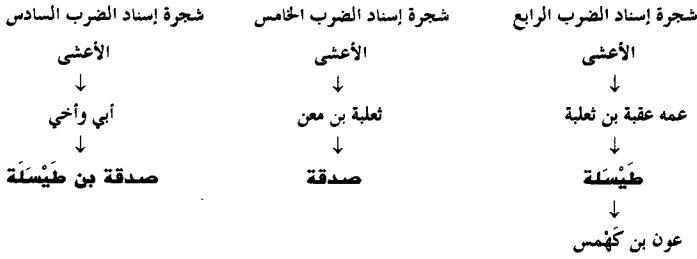 شجرة إسناد الضرب الرابع
الأعشى
↓
عمه عقبة بن ثعلبة
↓
طَيْسَلة
↓
عون بن كَهْمس
شجرة إسناد الضرب الخامس
الأعشى
↓
ثعلبة بن معن
↓
صدقة
شجرة إسناد الضرب السادس
الأعشى
↓
أبي وأخي
↓
صدقة بن طَيْسَلَة